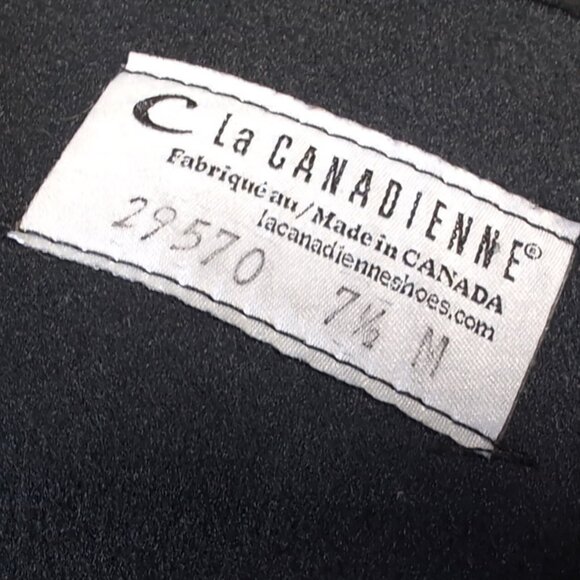 C La CANADIENNE®
Fabriqué au/Made in CANADA
lacanadienneshoes.com
29570 7½ M